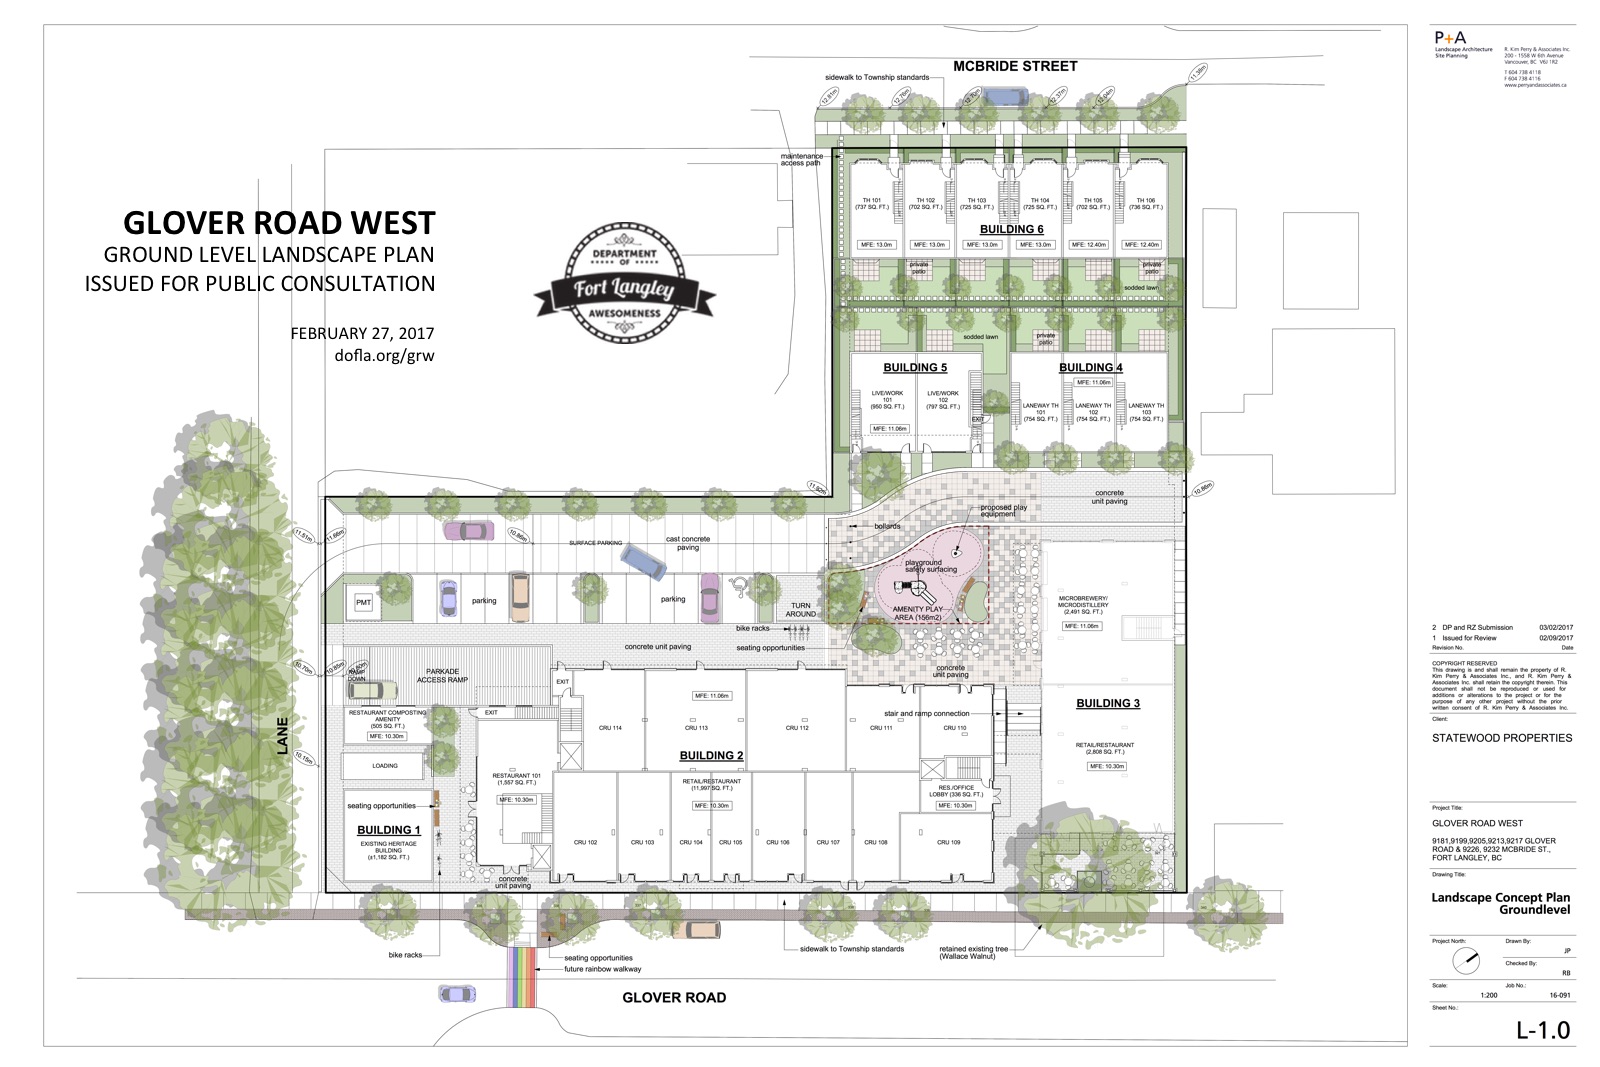 GLOVER ROAD WEST
GROUND LEVEL LANDSCAPE PLAN
ISSUED FOR PUBLIC CONSULTATION
FEBRUARY 27, 2017
dofla.org/grw
DEPARTMENT
OF
Fort Langley
AWESOMENESS
MCBRIDE STREET
sidewalk to Township standards
12.81m
12.76m
12.70m
12.37m
12.04m
11.38m
maintenance
access path
TH 101
(737 SQ. FT.)
TH 102
(702 SQ. FT.)
TH 103
(725 SQ. FT.)
TH 104
(725 SQ. FT.)
TH 105
(702 SQ. FT.)
TH 106
(736 SQ. FT.)
BUILDING 6
MFE: 13.0m
MFE: 13.0m
MFE: 13.0m
MFE: 13.0m
MFE: 12.40m
MFE: 12.40m
private
patio
private
patio
sodded lawn
sodded lawn
private
patio
BUILDING 5
LIVE/WORK
101
(950 SQ. FT.)
LIVE/WORK
102
(797 SQ. FT.)
MFE: 11.06m
EXIT
BUILDING 4
MFE: 11.06m
LANEWAY TH
101
(754 SQ. FT.)
LANEWAY TH
102
(754 SQ. FT.)
LANEWAY TH
103
(754 SQ. FT.)
11.92m
10.86m
concrete
unit paving
bollards
proposed play
equipment
playground
safety surfacing
AMENITY PLAY
AREA (156m2)
11.51m
11.66m
10.86m
SURFACE PARKING
cast concrete
paving
PMT
parking
parking
TURN
AROUND
bike racks
seating opportunities
concrete unit paving
concrete
unit paving
MICROBREWERY/
MICRODISTILLERY
(2,491 SQ. FT.)
MFE: 11.06m
10.70m
10.85m
10.80m
RAMP
DOWN
PARKADE
ACCESS RAMP
EXIT
EXIT
RESTAURANT COMPOSTING
AMENITY
(505 SQ. FT.)
MFE: 10.30m
LANE
10.15m
LOADING
seating opportunities
BUILDING 1
EXISTING HERITAGE
BUILDING
(±1,182 SQ. FT.)
RESTAURANT 101
(1,557 SQ. FT.)
MFE: 10.30m
concrete
unit paving
MFE: 11.06m
CRU 114
CRU 113
CRU 112
CRU 111
CRU 110
stair and ramp connection
BUILDING 2
RETAIL/RESTAURANT
(11,997 SQ. FT.)
MFE: 10.30m
RES./OFFICE
LOBBY (336 SQ. FT.)
MFE: 10.30m
CRU 102
CRU 103
CRU 104
CRU 105
CRU 106
CRU 107
CRU 108
CRU 109
BUILDING 3
RETAIL/RESTAURANT
(2,808 SQ. FT.)
MFE: 10.30m
bike racks
seating opportunities
future rainbow walkway
sidewalk to Township standards
retained existing tree
(Wallace Walnut)
GLOVER ROAD
P+A
Landscape Architecture
Site Planning
R. Kim Perry & Associates Inc.
200 - 1558 W 6th Avenue
Vancouver, BC V6J 1R2
T 604 738 4118
F 604 738 4116
www.perryandassociates.ca
2 DP and RZ Submission 03/02/2017
1 Issued for Review 02/09/2017
Revision No. Date
COPYRIGHT RESERVED
This drawing is and shall remain the property of R.
Kim Perry & Associates Inc., and R. Kim Perry &
Associates Inc. shall retain the copyright therein. This
document shall not be reproduced or used for
additions or alterations to the project or for the
purpose of any other project without the prior
written consent of R. Kim Perry & Associates Inc.
Client:
STATEWOOD PROPERTIES
Project Title:
GLOVER ROAD WEST
9181,9199,9205,9213,9217 GLOVER
ROAD & 9226, 9232 MCBRIDE ST.,
FORT LANGLEY, BC
Drawing Title:
Landscape Concept Plan
Groundlevel
Project North:
Drawn By:
JP
Checked By:
RB
Scale:
1:200
Job No.:
16-091
Sheet No.:
L-1.0